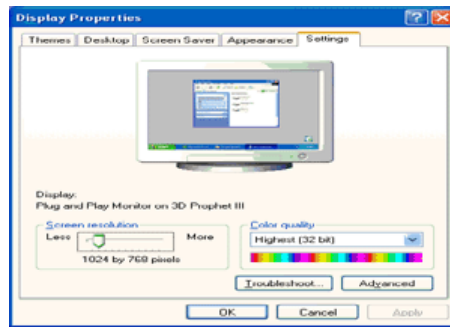 Display Properties
Themes Desktop Screen Saver Appearance Settings
Display:
Plug and Play Monitor on 3D Prophet III
Screen resolution
Less More
1024 by 768 pixels
Color quality
Highest (32 bit)
Troubleshoot... Advanced
OK Cancel Apply